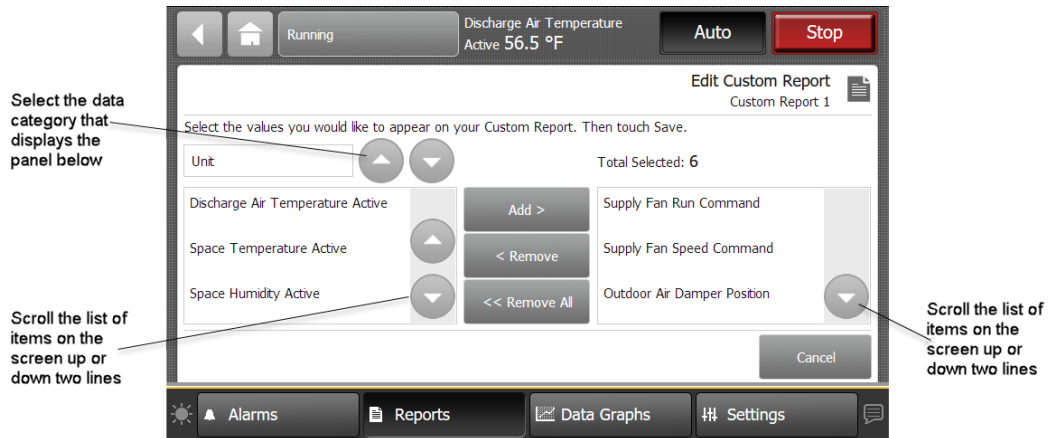 Running
Discharge Air Temperature
Active 56.5 °F
Auto
Stop
Edit Custom Report
Custom Report 1
Select the data
category that
displays the
panel below
Select the values you would like to appear on your Custom Report. Then touch Save.
Unit
Total Selected: 6
Discharge Air Temperature Active
Space Temperature Active
Space Humidity Active
Add >
< Remove
<< Remove All
Supply Fan Run Command
Supply Fan Speed Command
Outdoor Air Damper Position
Scroll the list of
items on the
screen up or
down two lines
Scroll the list of
items on the
screen up or
down two lines
Cancel
Alarms
Reports
Data Graphs
Settings